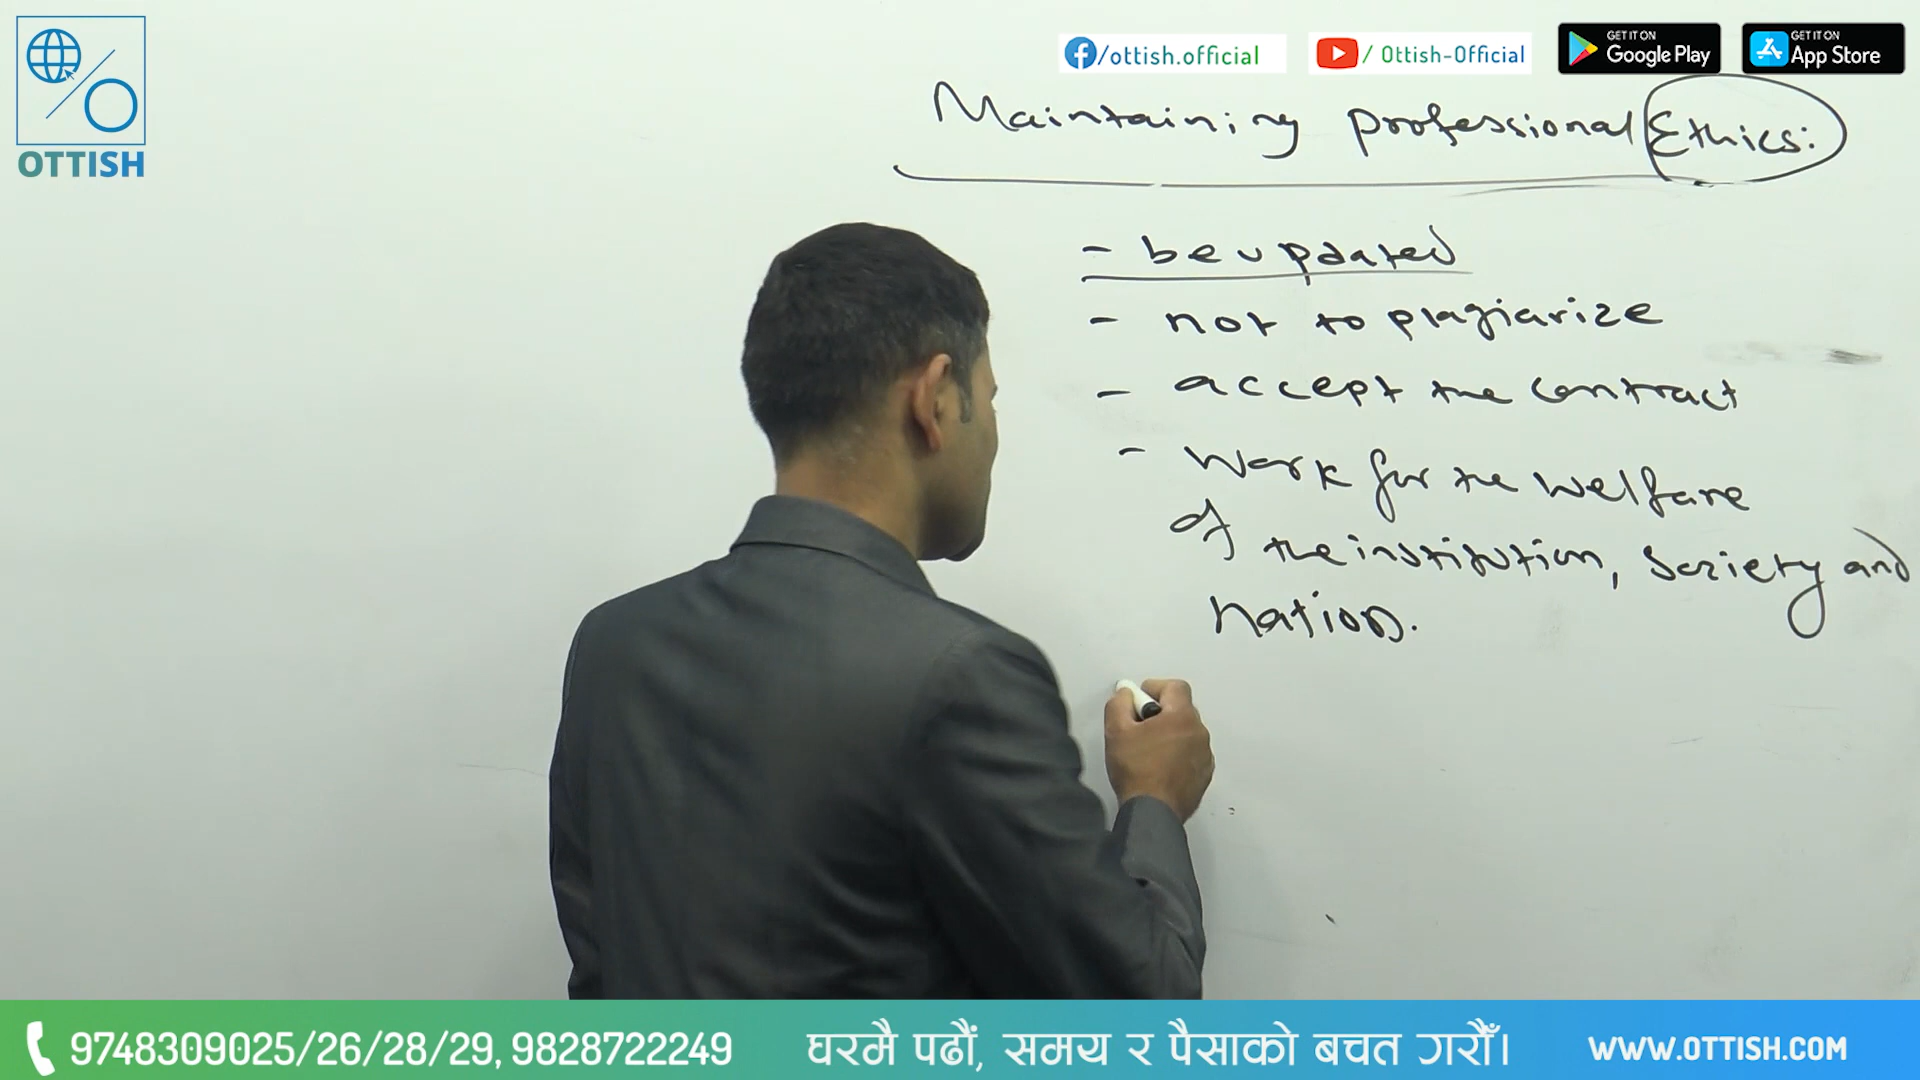 OTTISH
/ottish.official
/ Ottish-Official
GET IT ON
Google Play
GET IT ON
App Store
Maintaining professional Ethics:
- be updated
- not to plagiarize
- accept the contract
- Work for the welfare
of the institution, society and
nation.
9748309025/26/28/29, 9828722249
घरमै पढौं, समय र पैसाको बचत गरौँ।
WWW.OTTISH.COM